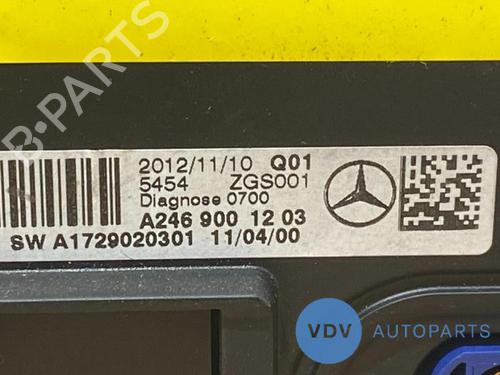 B-PARTS
2012/11/10 Q01
5454 ZGS001
Diagnose 0700
A246 900 12 03
SW A1729020301 11/04/00
VDV AUTOPARTS